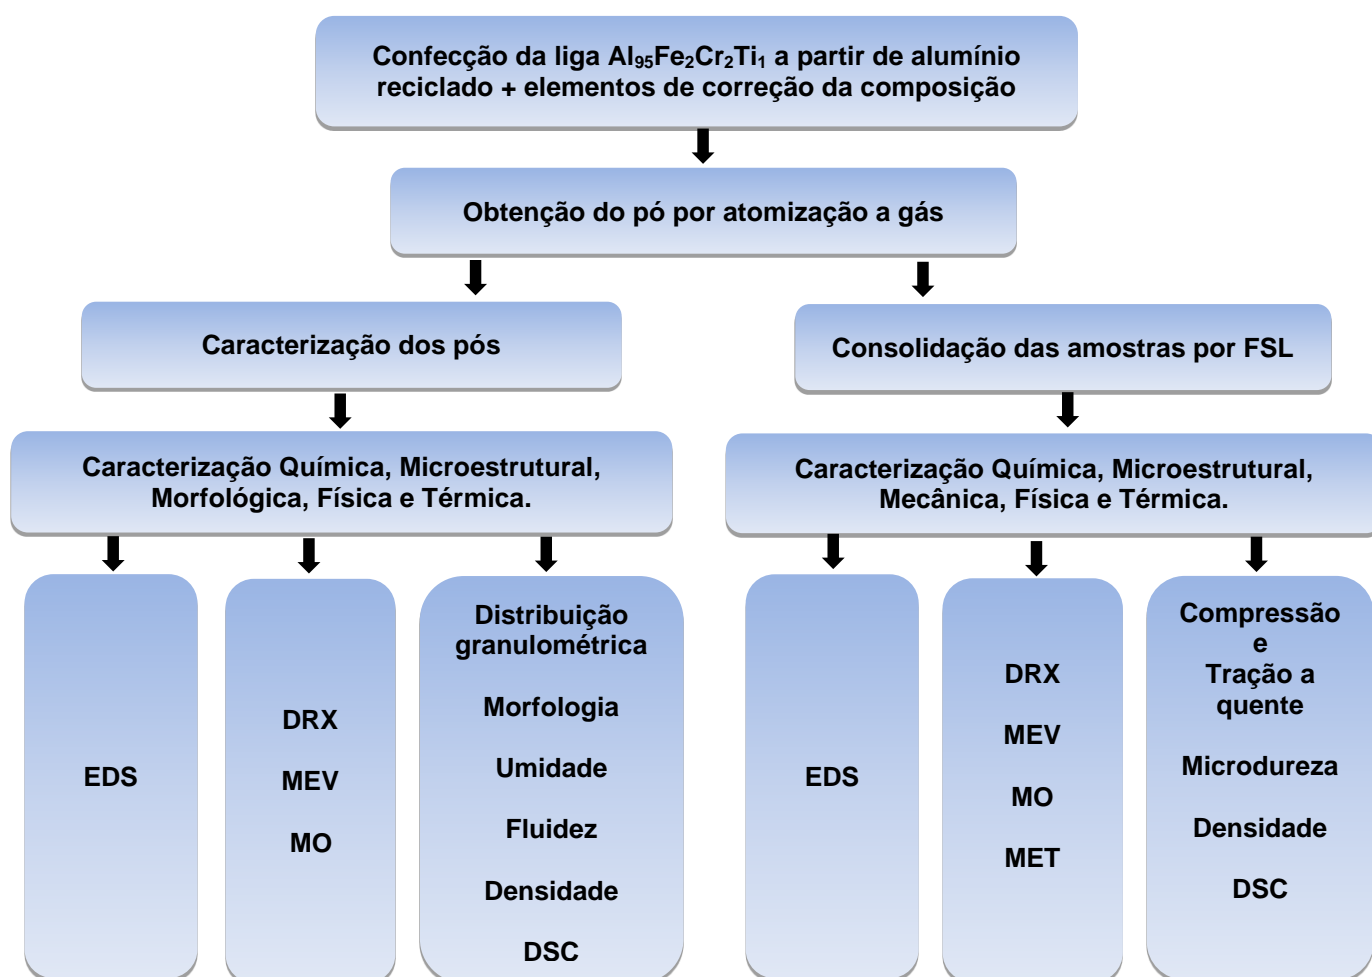 Confecção da liga Al₉₅Fe₂Cr₂Ti₁ a partir de alumínio
reciclado + elementos de correção da composição
Obtenção do pó por atomização a gás
Caracterização dos pós
Consolidação das amostras por FSL
Caracterização Química, Microestrutural,
Morfológica, Física e Térmica.
Caracterização Química, Microestrutural,
Mecânica, Física e Térmica.
EDS
DRX
MEV
MO
Distribuição
granulométrica
Morfologia
Umidade
Fluidez
Densidade
DSC
EDS
DRX
MEV
MO
MET
Compressão
e
Tração a
quente
Microdureza
Densidade
DSC